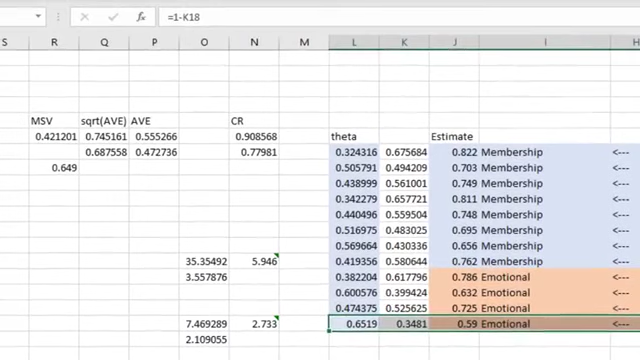 =1-K18
S R Q P O N M L K J I H
MSV sqrt(AVE) AVE CR theta Estimate
0.421201 0.745161 0.555266 0.908568
0.687558 0.472736 0.77981 0.324316 0.675684 0.822 Membership <---
0.649 0.505791 0.494209 0.703 Membership <---
0.438999 0.561001 0.749 Membership <---
0.342279 0.657721 0.811 Membership <---
0.440496 0.559504 0.748 Membership <---
0.516975 0.483025 0.695 Membership <---
0.569664 0.430336 0.656 Membership <---
35.35492 5.946 0.419356 0.580644 0.762 Membership <---
3.557876 0.382204 0.617796 0.786 Emotional <---
0.600576 0.399424 0.632 Emotional <---
0.474375 0.525625 0.725 Emotional <---
7.469289 2.733 0.6519 0.3481 0.59 Emotional <---
2.109055